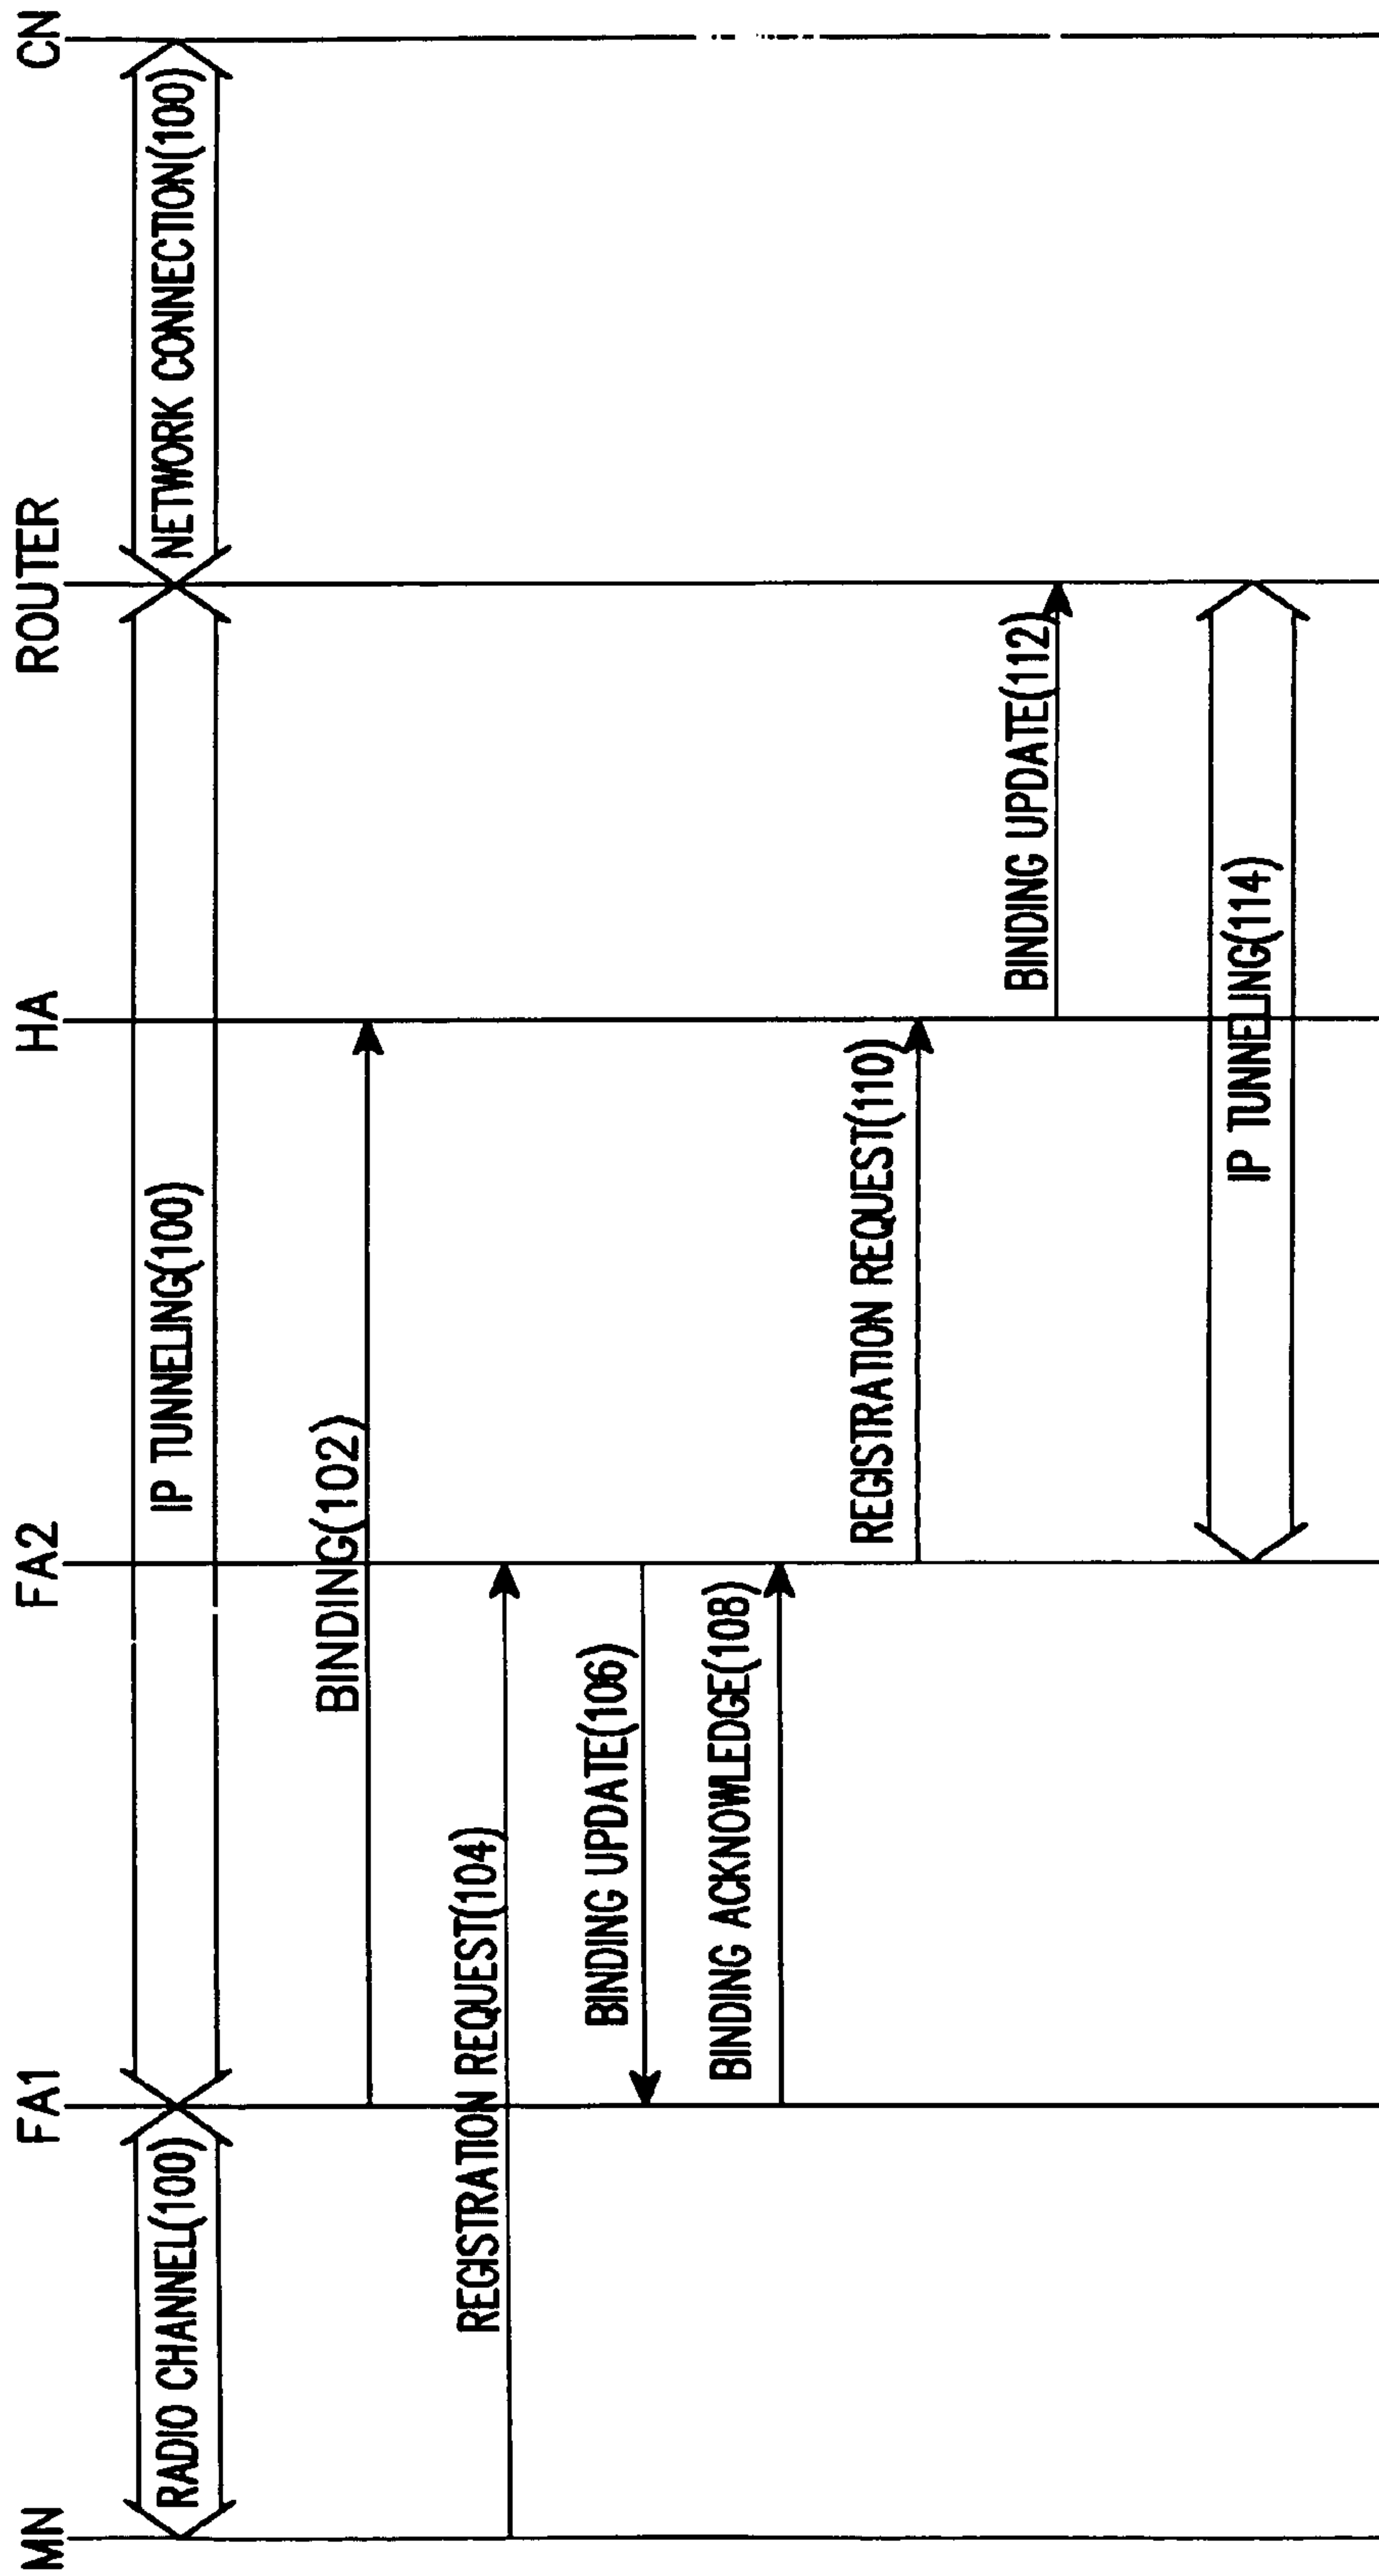 MN
FA1
FA2
HA
ROUTER
CN
RADIO CHANNEL(100)
IP TUNNELING(100)
NETWORK CONNECTION(100)
BINDING(102)
REGISTRATION REQUEST(104)
BINDING UPDATE(106)
BINDING ACKNOWLEDGE(108)
REGISTRATION REQUEST(110)
BINDING UPDATE(112)
IP TUNNELING(114)